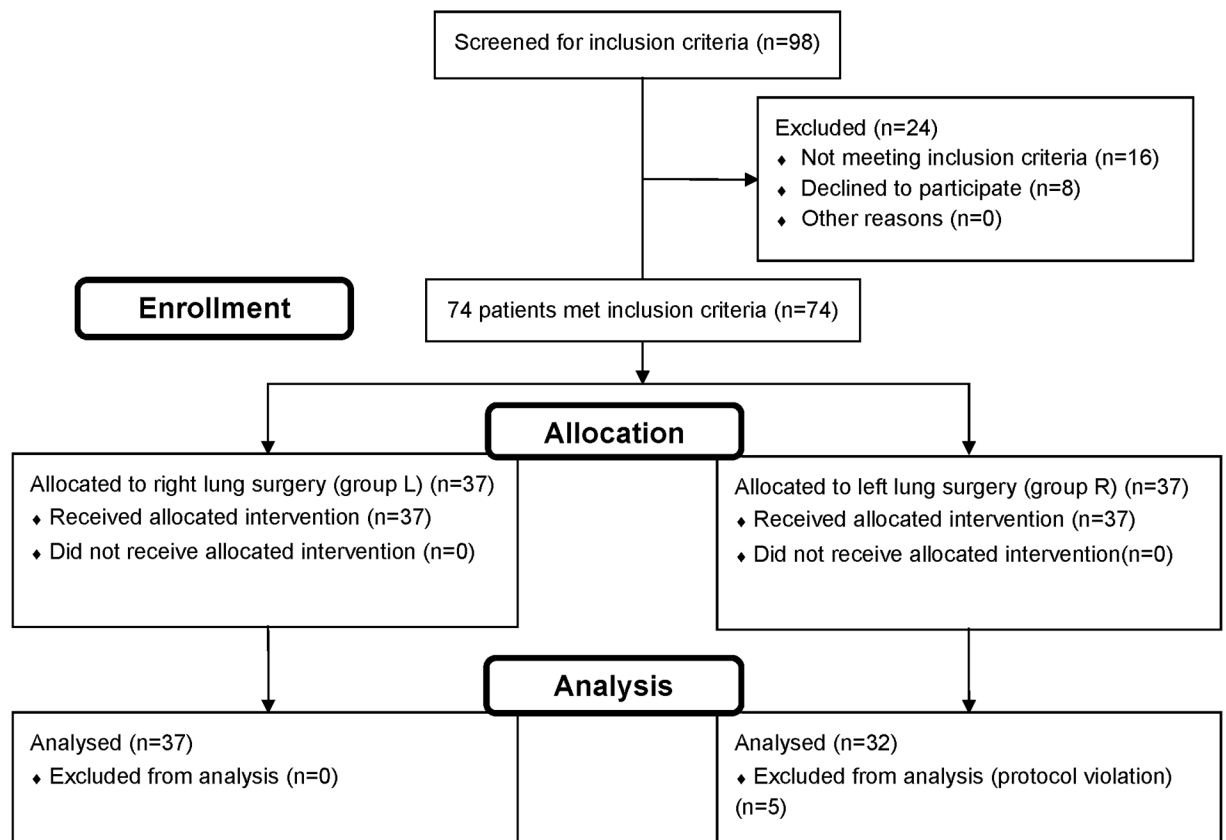 Screened for inclusion criteria (n=98)
Excluded (n=24)
♦ Not meeting inclusion criteria (n=16)
♦ Declined to participate (n=8)
♦ Other reasons (n=0)
Enrollment
74 patients met inclusion criteria (n=74)
Allocation
Allocated to right lung surgery (group L) (n=37)
♦ Received allocated intervention (n=37)
♦ Did not receive allocated intervention (n=0)
Allocated to left lung surgery (group R) (n=37)
♦ Received allocated intervention (n=37)
♦ Did not receive allocated intervention(n=0)
Analysis
Analysed (n=37)
♦ Excluded from analysis (n=0)
Analysed (n=32)
♦ Excluded from analysis (protocol violation)
(n=5)